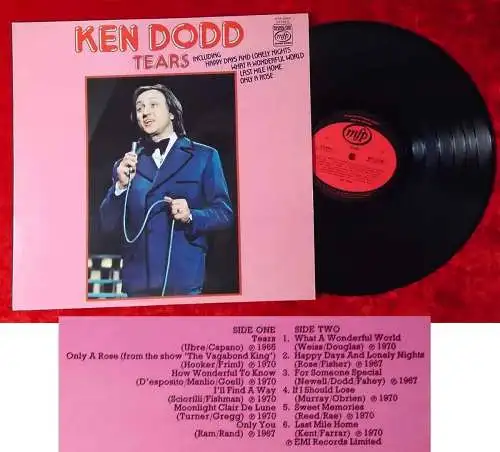 KEN DODD
TEARS
INCLUDING
HAPPY DAYS AND LONELY NIGHTS
WHAT A WONDERFUL WORLD
LAST MILE HOME
ONLY A ROSE
mfp
mfp
SIDE ONE
Tears
(Ubre/Capano) ℗ 1965
Only A Rose (from the show 'The Vagabond King')
(Hooker/Friml) ℗ 1970
How Wonderful To Know
(D'esposito/Manlio/Goell) ℗ 1970
I'll Find A Way
(Sciorilli/Fishman) ℗ 1970
Moonlight Clair De Lune
(Turner/Gregg) ℗ 1970
Only You
(Ram/Rand) ℗ 1967
SIDE TWO
1. What A Wonderful World
(Weiss/Douglas) ℗ 1970
2. Happy Days And Lonely Nights
(Rose/Fisher) ℗ 1967
3. For Someone Special
(Newell/Dodd/Fahey) ℗ 1967
4. If I Should Lose
(Murray/Obrien) ℗ 1970
5. Sweet Memories
(Reed/Rae) ℗ 1970
6. Last Mile Home
(Kent/Farrar) ℗ 1970
℗ EMI Records Limited